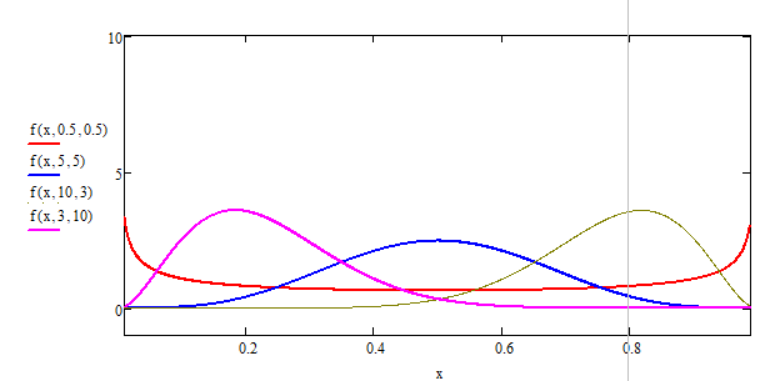 10
f(x,0.5,0.5)
f(x,5,5)
5
f(x,10,3)
f(x,3,10)
0
0.2 0.4 0.6 0.8
x